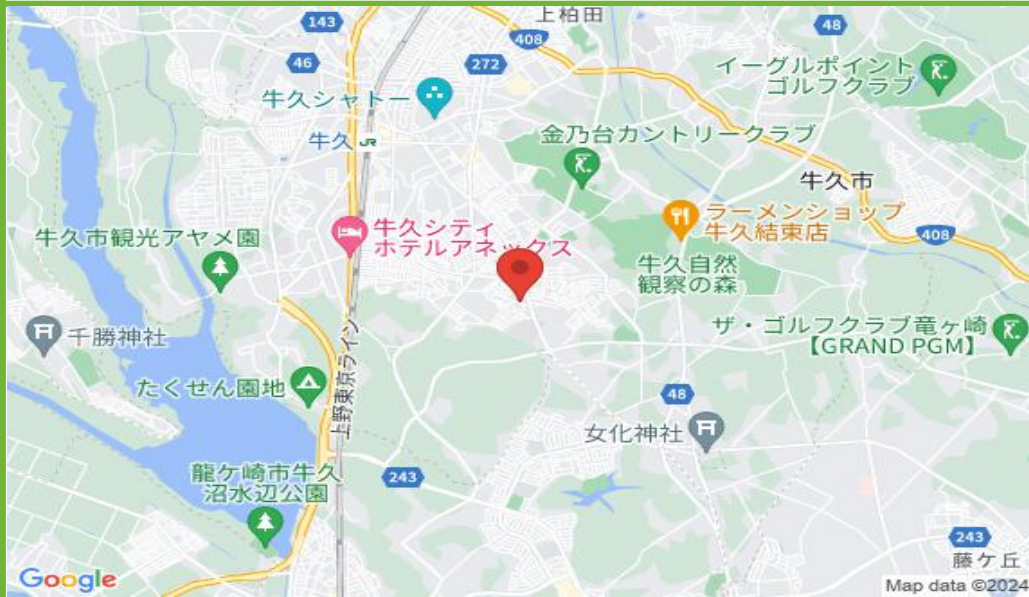 上柏田
143
408
48
46
272
イーグルポイント
ゴルフクラブ
牛久シャトー
金乃台カントリークラブ
牛久 JR
牛久市
ラーメンショップ
牛久結束店
牛久シティ
ホテルアネックス
408
牛久市観光アヤメ園
牛久自然
観察の森
千勝神社
ザ・ゴルフクラブ竜ヶ崎
【GRAND PGM】
上野東京ライン
たくせん園地
48
女化神社
243
龍ケ崎市牛久
沼水辺公園
243
藤ケ丘
Google
Map data ©2024